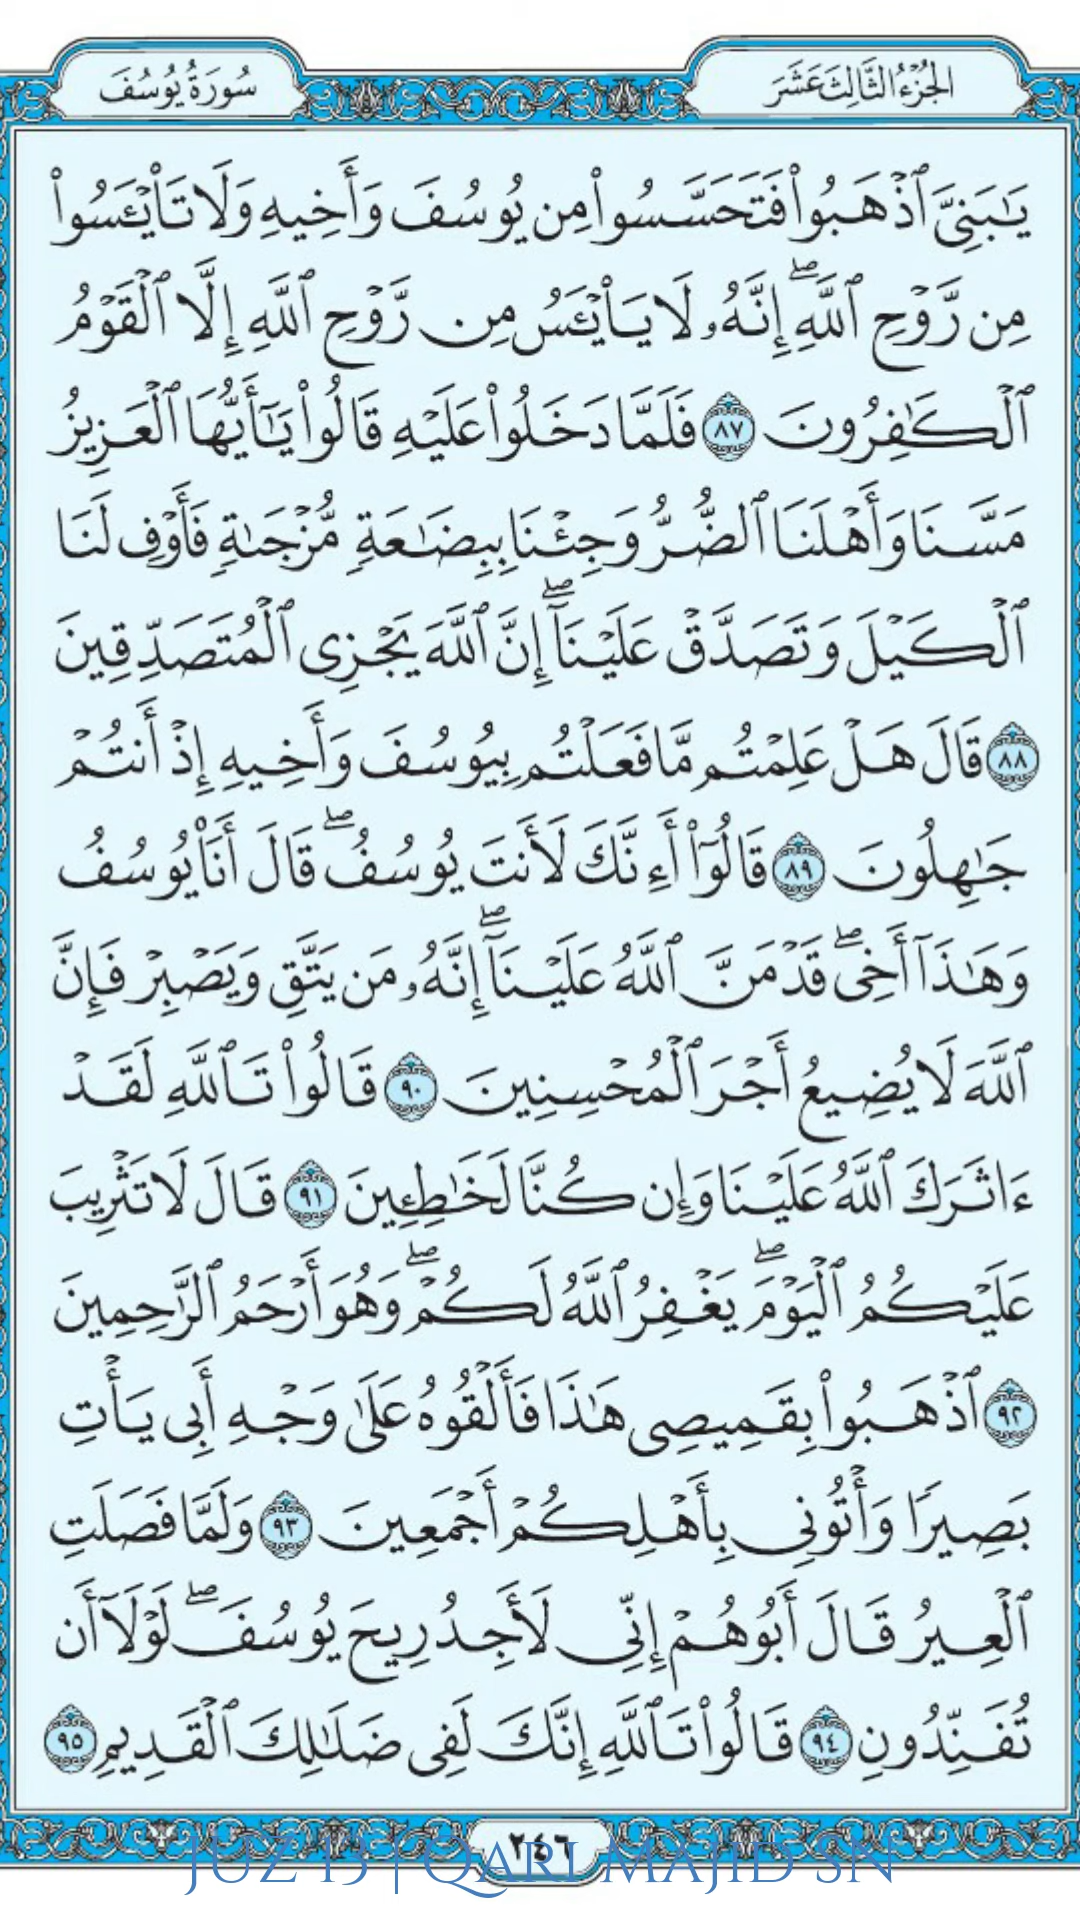 الجُزْءُ الثَّالِثَ عَشَرَ
سُورَةُ يُوسُفَ
يَٰبَنِىَّ ٱذْهَبُوا۟ فَتَحَسَّسُوا۟ مِن يُوسُفَ وَأَخِيهِ وَلَا تَا۟يْـَٔسُوا۟
مِن رَّوْحِ ٱللَّهِ ۖ إِنَّهُۥ لَا يَا۟يْـَٔسُ مِن رَّوْحِ ٱللَّهِ إِلَّا ٱلْقَوْمُ
ٱلْكَٰفِرُونَ ٨٧ فَلَمَّا دَخَلُوا۟ عَلَيْهِ قَالُوا۟ يَٰٓأَيُّهَا ٱلْعَزِيزُ
مَسَّنَا وَأَهْلَنَا ٱلضُّرُّ وَجِئْنَا بِبِضَٰعَةٍ مُّزْجَىٰةٍ فَأَوْفِ لَنَا
ٱلْكَيْلَ وَتَصَدَّقْ عَلَيْنَآ ۖ إِنَّ ٱللَّهَ يَجْزِى ٱلْمُتَصَدِّقِينَ
٨٨ قَالَ هَلْ عَلِمْتُم مَّا فَعَلْتُم بِيُوسُفَ وَأَخِيهِ إِذْ أَنتُمْ
جَٰهِلُونَ ٨٩ قَالُوٓا۟ أَءِنَّكَ لَأَنتَ يُوسُفُ ۖ قَالَ أَنَا۠ يُوسُفُ
وَهَٰذَآ أَخِى ۖ قَدْ مَنَّ ٱللَّهُ عَلَيْنَآ ۖ إِنَّهُۥ مَن يَتَّقِ وَيَصْبِرْ فَإِنَّ
ٱللَّهَ لَا يُضِيعُ أَجْرَ ٱلْمُحْسِنِينَ ٩٠ قَالُوا۟ تَٱللَّهِ لَقَدْ
ءَاثَرَكَ ٱللَّهُ عَلَيْنَا وَإِن كُنَّا لَخَٰطِـِٔينَ ٩١ قَالَ لَا تَثْرِيبَ
عَلَيْكُمُ ٱلْيَوْمَ ۖ يَغْفِرُ ٱللَّهُ لَكُمْ ۖ وَهُوَ أَرْحَمُ ٱلرَّٰحِمِينَ
٩٢ ٱذْهَبُوا۟ بِقَمِيصِى هَٰذَا فَأَلْقُوهُ عَلَىٰ وَجْهِ أَبِى يَأْتِ
بَصِيرًا وَأْتُونِى بِأَهْلِكُمْ أَجْمَعِينَ ٩٣ وَلَمَّا فَصَلَتِ
ٱلْعِيرُ قَالَ أَبُوهُمْ إِنِّى لَأَجِدُ رِيحَ يُوسُفَ ۖ لَوْلَآ أَن
تُفَنِّدُونِ ٩٤ قَالُوا۟ تَٱللَّهِ إِنَّكَ لَفِى ضَلَٰلِكَ ٱلْقَدِيمِ ٩٥
٢٤٦
JUZ 13 | QARI MAJID SN